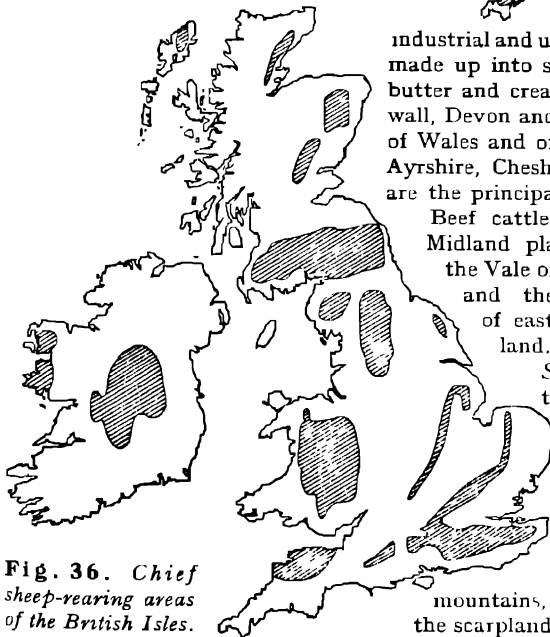 industrial and u
made up into s
butter and crea
wall, Devon and
of Wales and o
Ayrshire, Chesh
are the principa
Beef cattle
Midland pla
the Vale o
and the
of east
land.
S
t
mountains,
the scarpland
Fig. 36. Chief
sheep-rearing areas
of the British Isles.